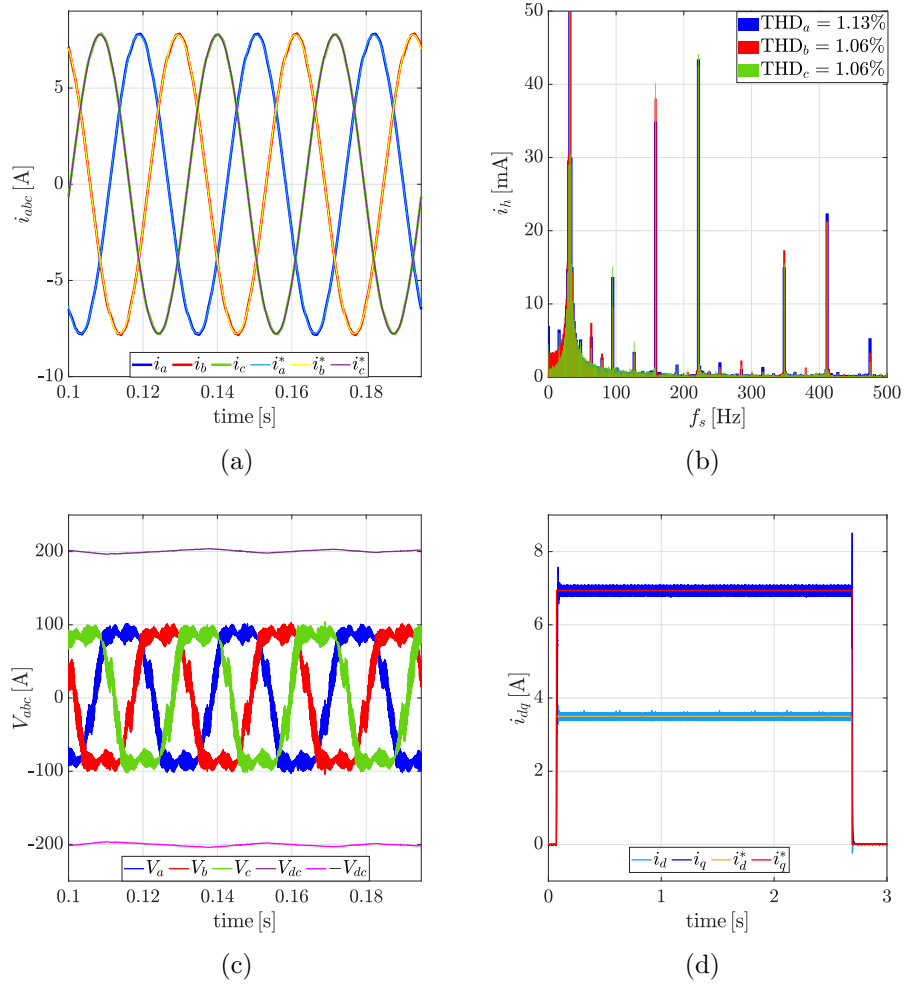 5
0
-5
-10
i_abc [A]
0.1 0.12 0.14 0.16 0.18
time [s]
i_a i_b i_c i_a^* i_b^* i_c^*
(a)
50
40
30
20
10
0
i_h [mA]
0 100 200 300 400 500
f_s [Hz]
THD_a = 1.13%
THD_b = 1.06%
THD_c = 1.06%
(b)
200
100
0
-100
-200
V_abc [A]
0.1 0.12 0.14 0.16 0.18
time [s]
V_a V_b V_c V_dc −V_dc
(c)
8
6
4
2
0
i_dq [A]
0 1 2 3
time [s]
i_d i_q i_d^* i_q^*
(d)